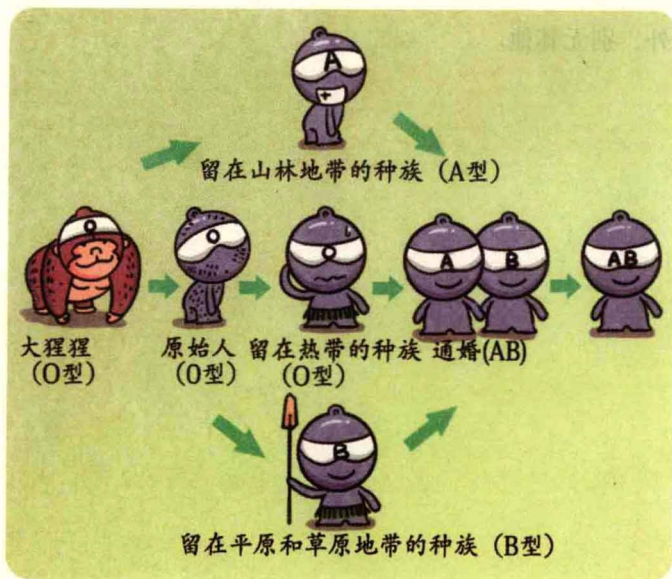 A
留在山林地带的种族（A型）
O
O
O
A
B
AB
大猩猩
（O型）
原始人
（O型）
留在热带的种族
（O型）
通婚(AB)
B
留在平原和草原地带的种族（B型）